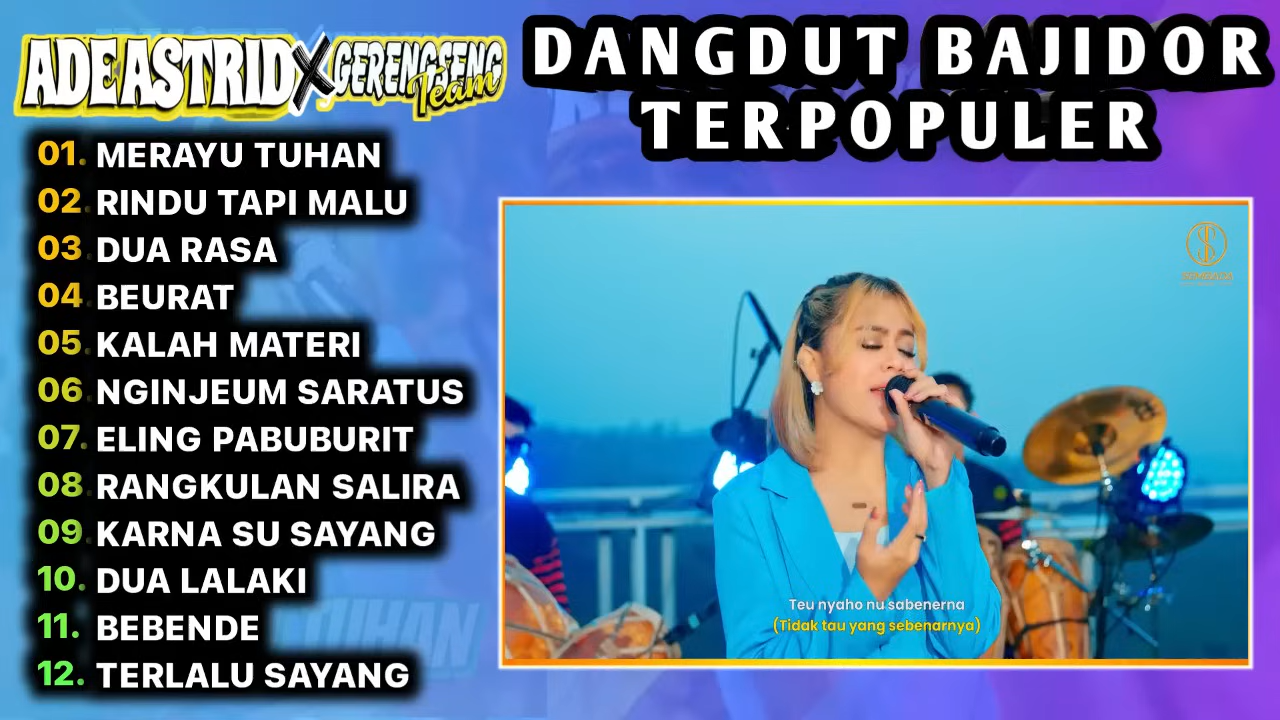 ADE ASTRID X GERENGSENG Team
DANGDUT BAJIDOR
TERPOPULER
01. MERAYU TUHAN
02. RINDU TAPI MALU
03. DUA RASA
04. BEURAT
05. KALAH MATERI
06. NGINJEUM SARATUS
07. ELING PABUBURIT
08. RANGKULAN SALIRA
09. KARNA SU SAYANG
10. DUA LALAKI
11. BEBENDE
12. TERLALU SAYANG
Teu nyaho nu sabenerna
(Tidak tau yang sebenarnya)
TUHAN